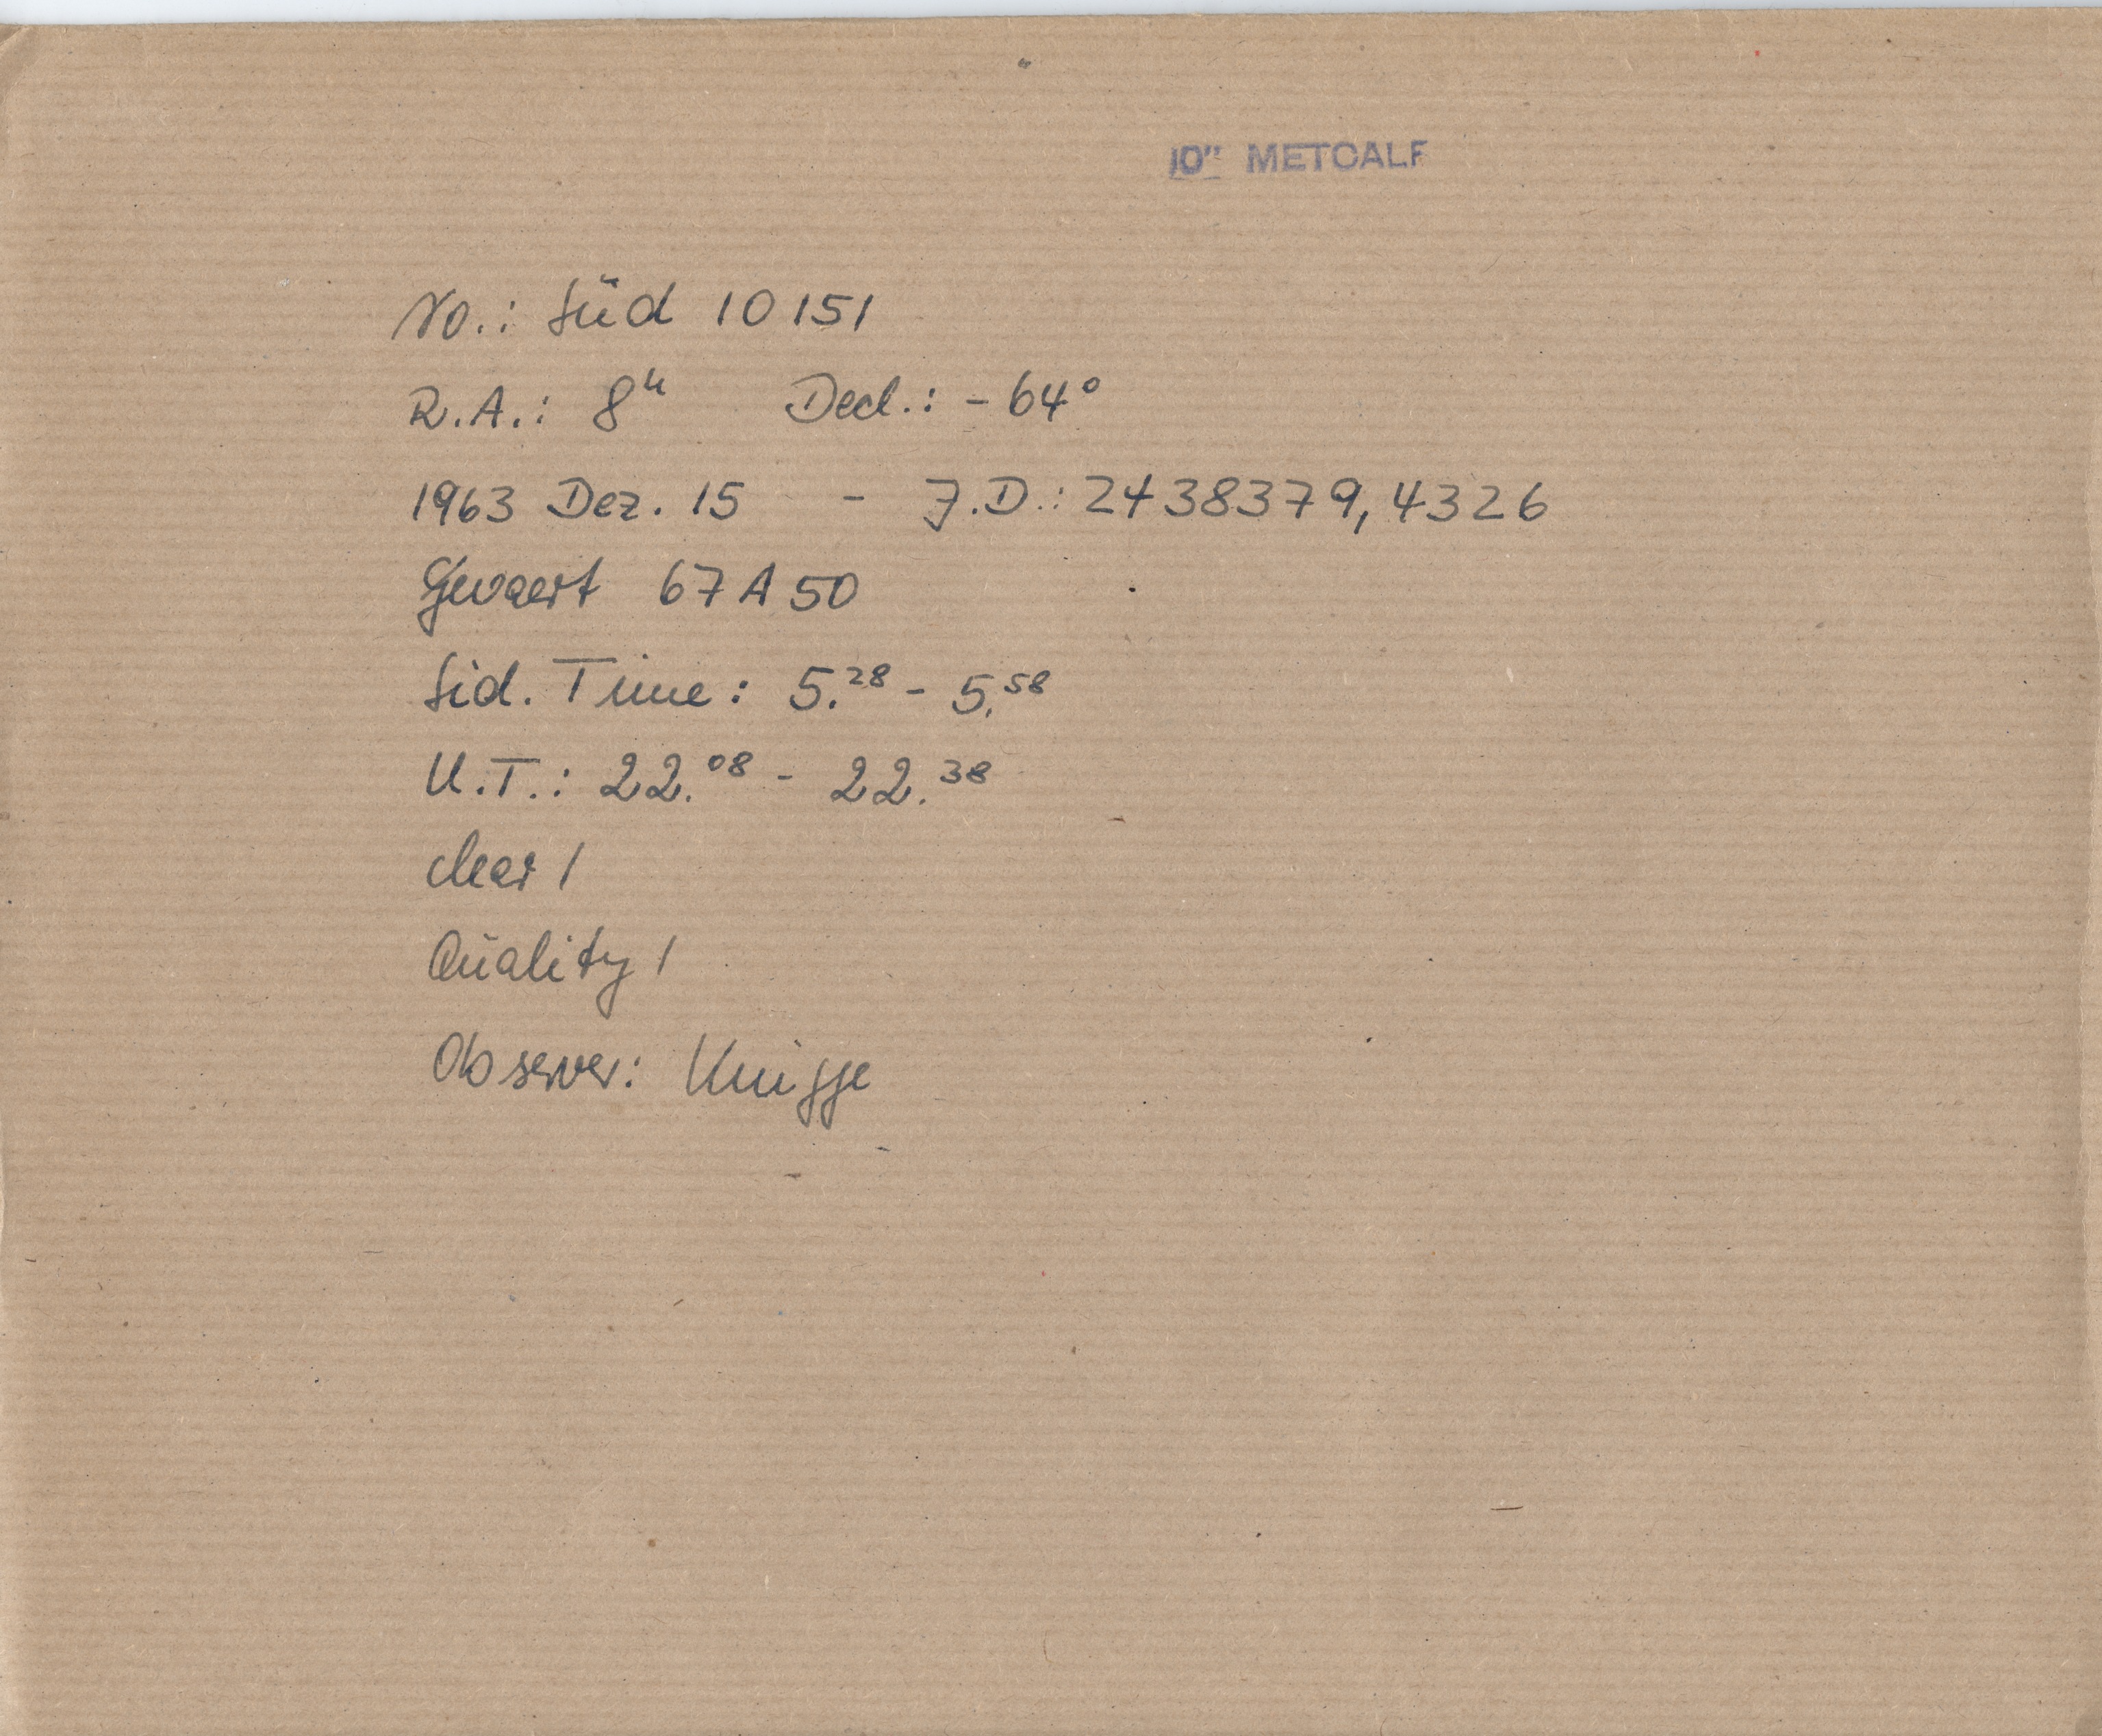 10" METCALF
No.: Süd 10151
R.A.: 8ʰ Decl.: -64°
1963 Dez. 15 - J.D.: 2438379,4326
Gevaert 67A50
Sid. Time: 5.²⁸ - 5.⁵⁸
U.T.: 22.⁰⁸ - 22.³⁸
clear 1
Quality 1
Observer: Knigge